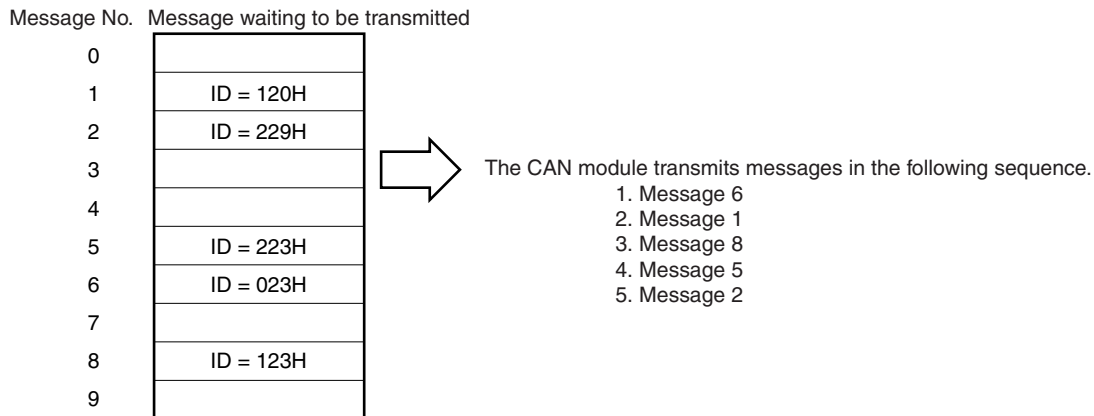 Message No. Message waiting to be transmitted
0
1 ID = 120H
2 ID = 229H
3
4
5 ID = 223H
6 ID = 023H
7
8 ID = 123H
9
The CAN module transmits messages in the following sequence.
1. Message 6
2. Message 1
3. Message 8
4. Message 5
5. Message 2